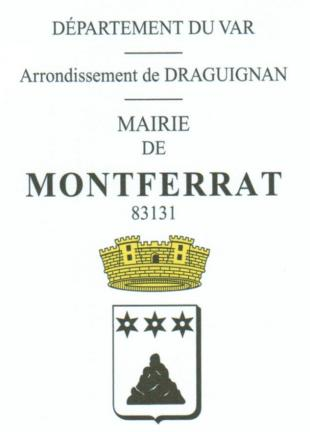 DÉPARTEMENT DU VAR
Arrondissement de DRAGUIGNAN
MAIRIE
DE
MONTFERRAT
83131